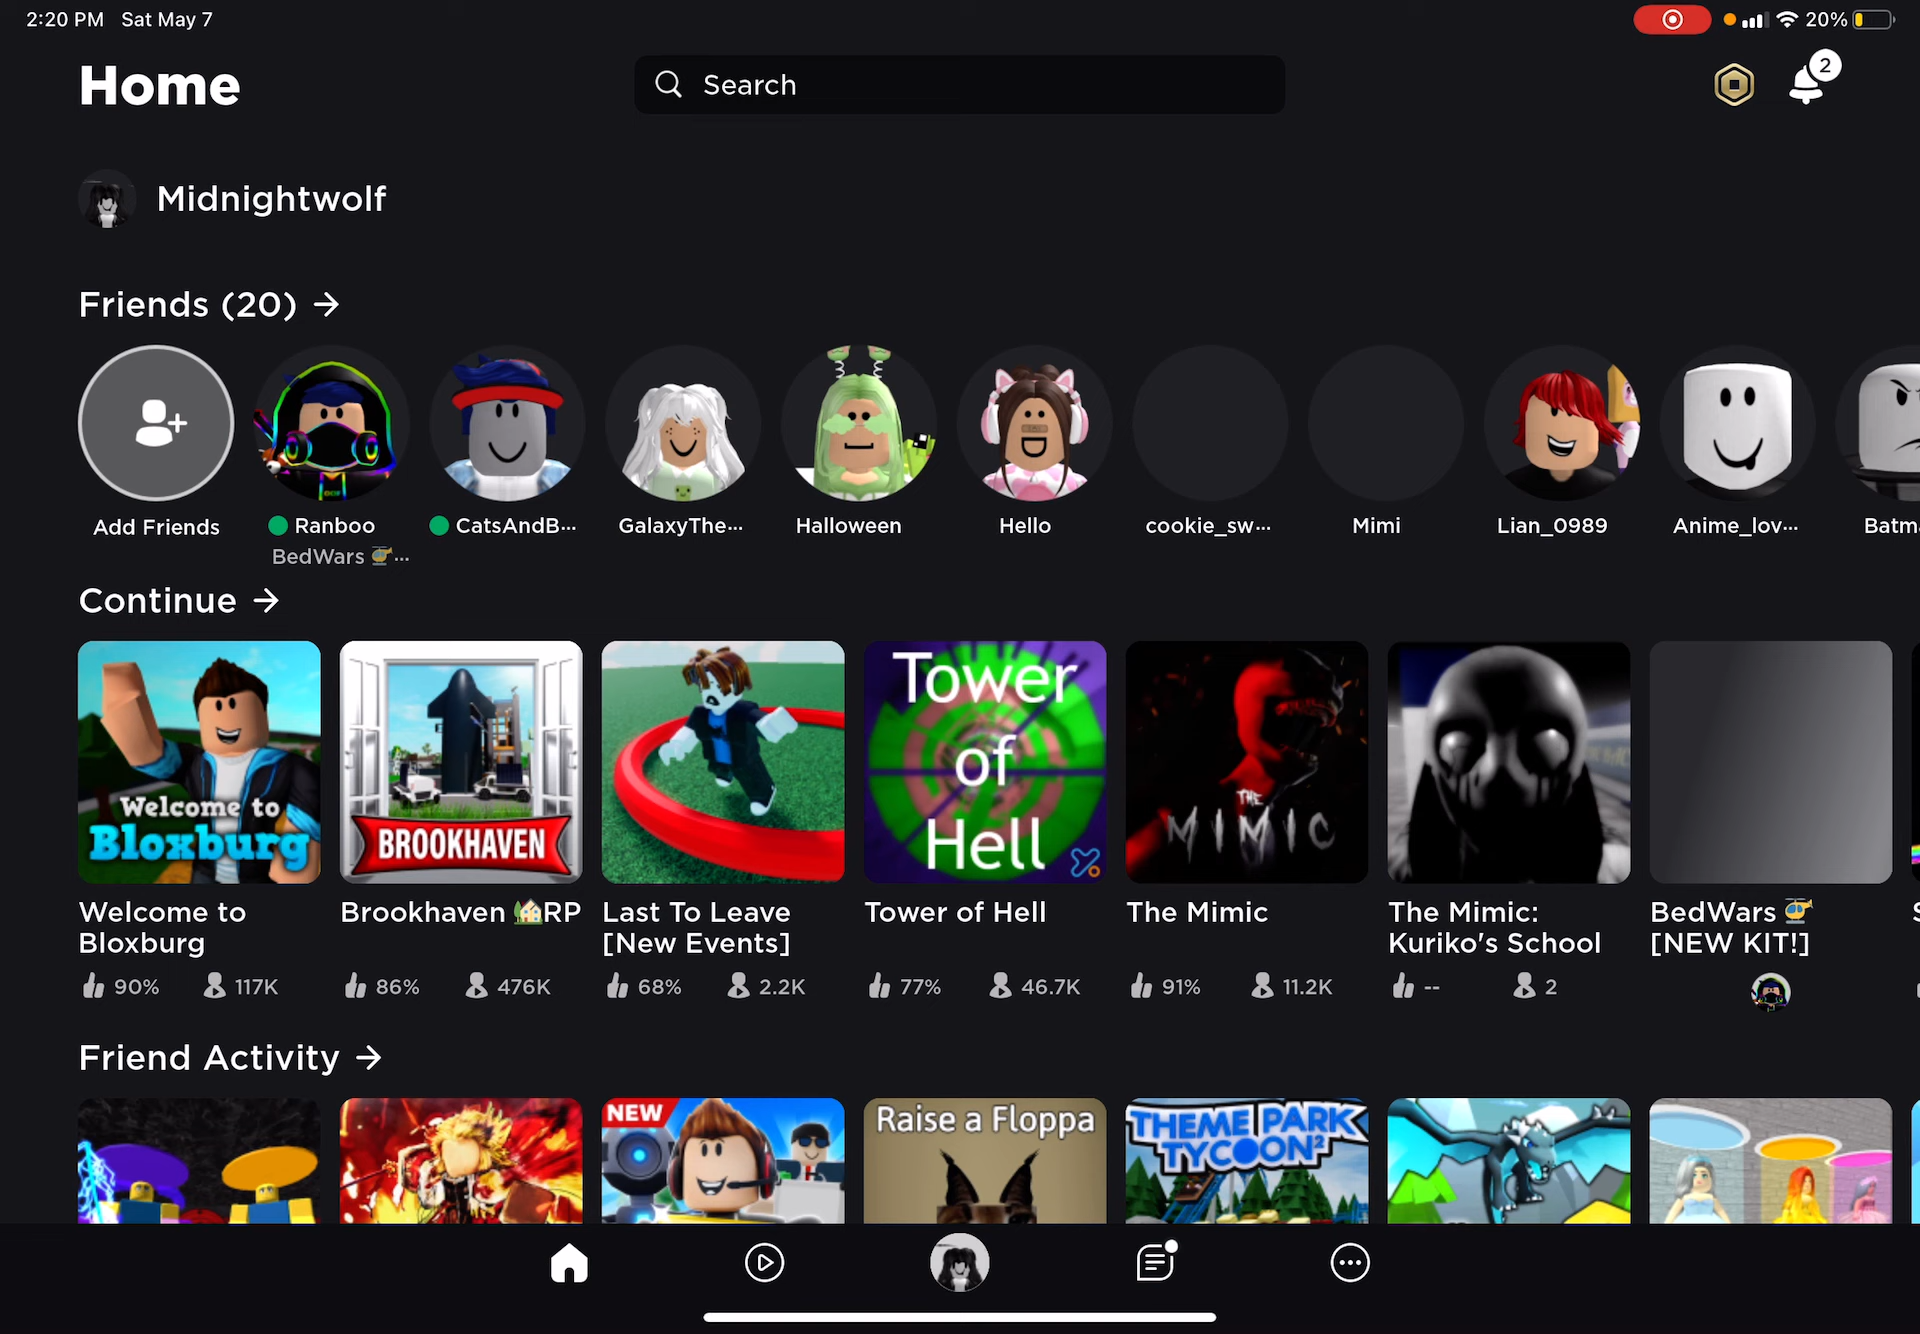 2:20 PM Sat May 7
20%
Home
Search
2
Midnightwolf
Friends (20)
Add Friends
Ranboo
CatsAndB...
GalaxyThe...
Halloween
Hello
cookie_sw...
Mimi
Lian_0989
Anime_lov...
Batm
BedWars 🚁...
Continue
Welcome to
Bloxburg
BROOKHAVEN
Tower
of
Hell
THE
MIMIC
Welcome to
Bloxburg
Brookhaven 🏡RP
Last To Leave
[New Events]
Tower of Hell
The Mimic
The Mimic:
Kuriko's School
BedWars 🚁
[NEW KIT!]
90% 117K
86% 476K
68% 2.2K
77% 46.7K
91% 11.2K
-- 2
Friend Activity
NEW
Raise a Floppa
THEME PARK
TYCOON2